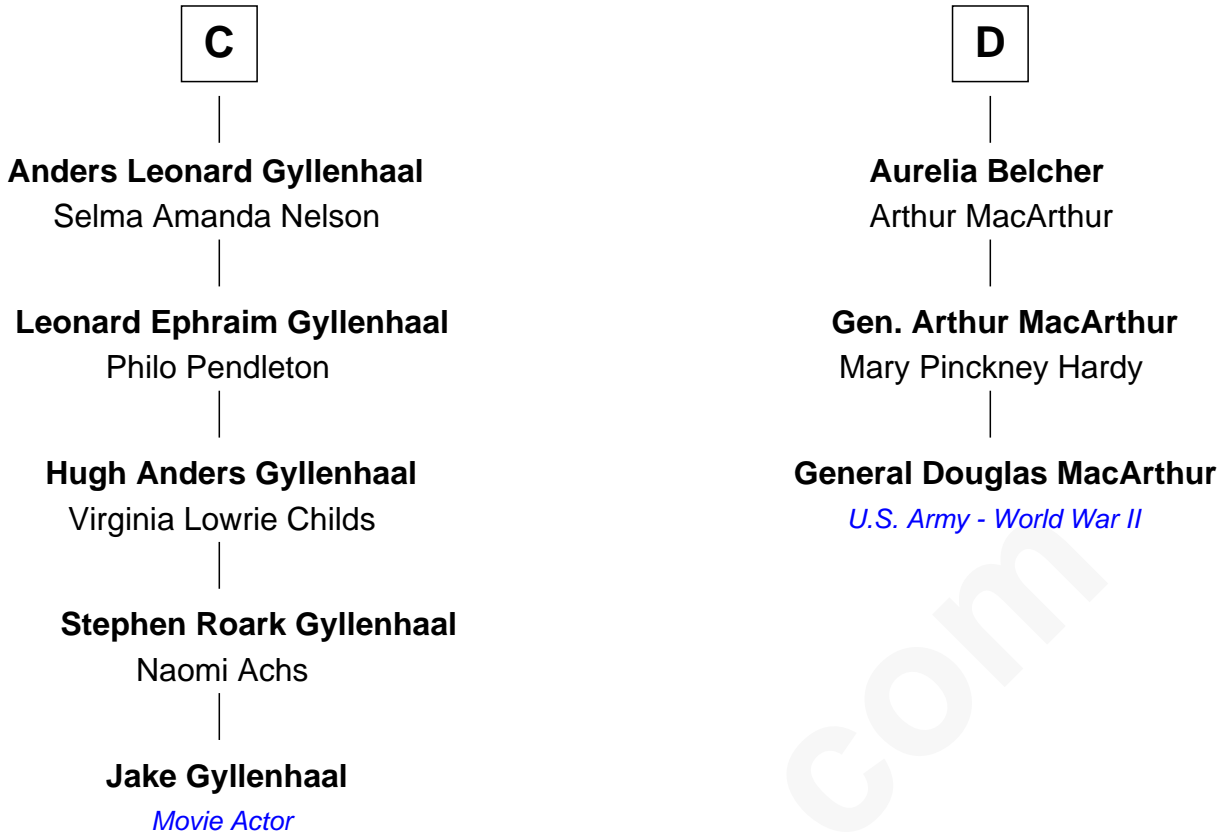 C
Anders Leonard Gyllenhaal
Selma Amanda Nelson
Leonard Ephraim Gyllenhaal
Philo Pendleton
Hugh Anders Gyllenhaal
Virginia Lowrie Childs
Stephen Roark Gyllenhaal
Naomi Achs
Jake Gyllenhaal
Movie Actor
D
Aurelia Belcher
Arthur MacArthur
Gen. Arthur MacArthur
Mary Pinckney Hardy
General Douglas MacArthur
U.S. Army - World War II
com